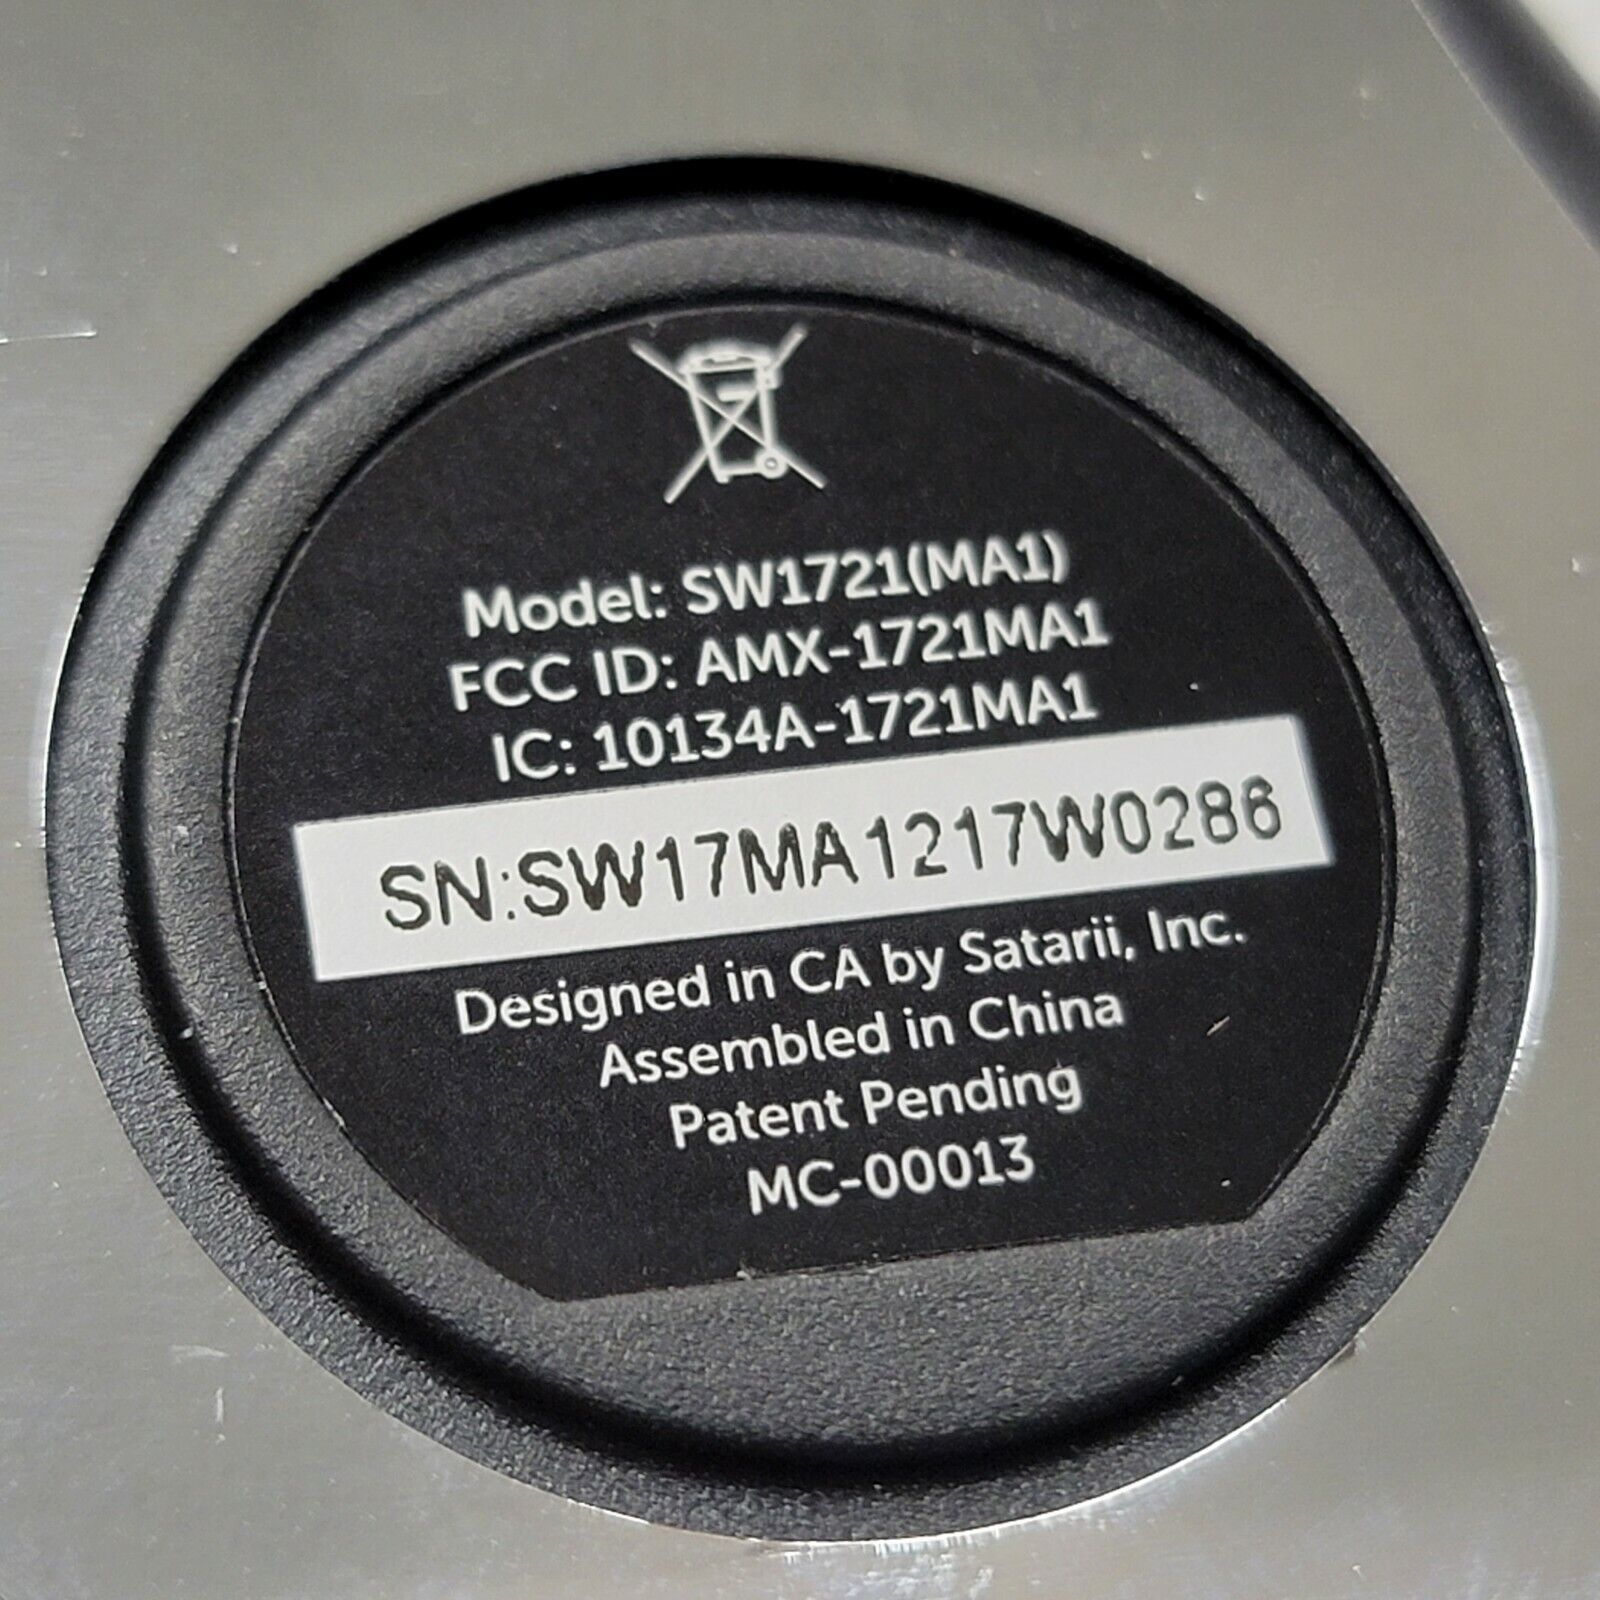 Model: SW1721(MA1)
FCC ID: AMX-1721MA1
IC: 10134A-1721MA1
SN:SW17MA1217W0286
Designed in CA by Satarii, Inc.
Assembled in China
Patent Pending
MC-00013